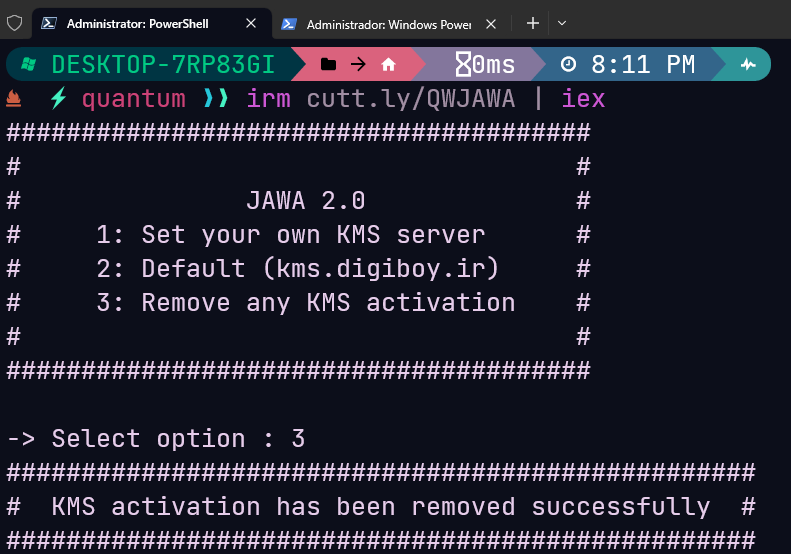 Administrator: PowerShell
Administrador: Windows Power
DESKTOP-7RP83GI 0ms 8:11 PM
quantum ❯❯ irm cutt.ly/QWJAWA | iex
#######################################
# #
# JAWA 2.0 #
# 1: Set your own KMS server #
# 2: Default (kms.digiboy.ir) #
# 3: Remove any KMS activation #
# #
#######################################
-> Select option : 3
##################################################
# KMS activation has been removed successfully #
##################################################